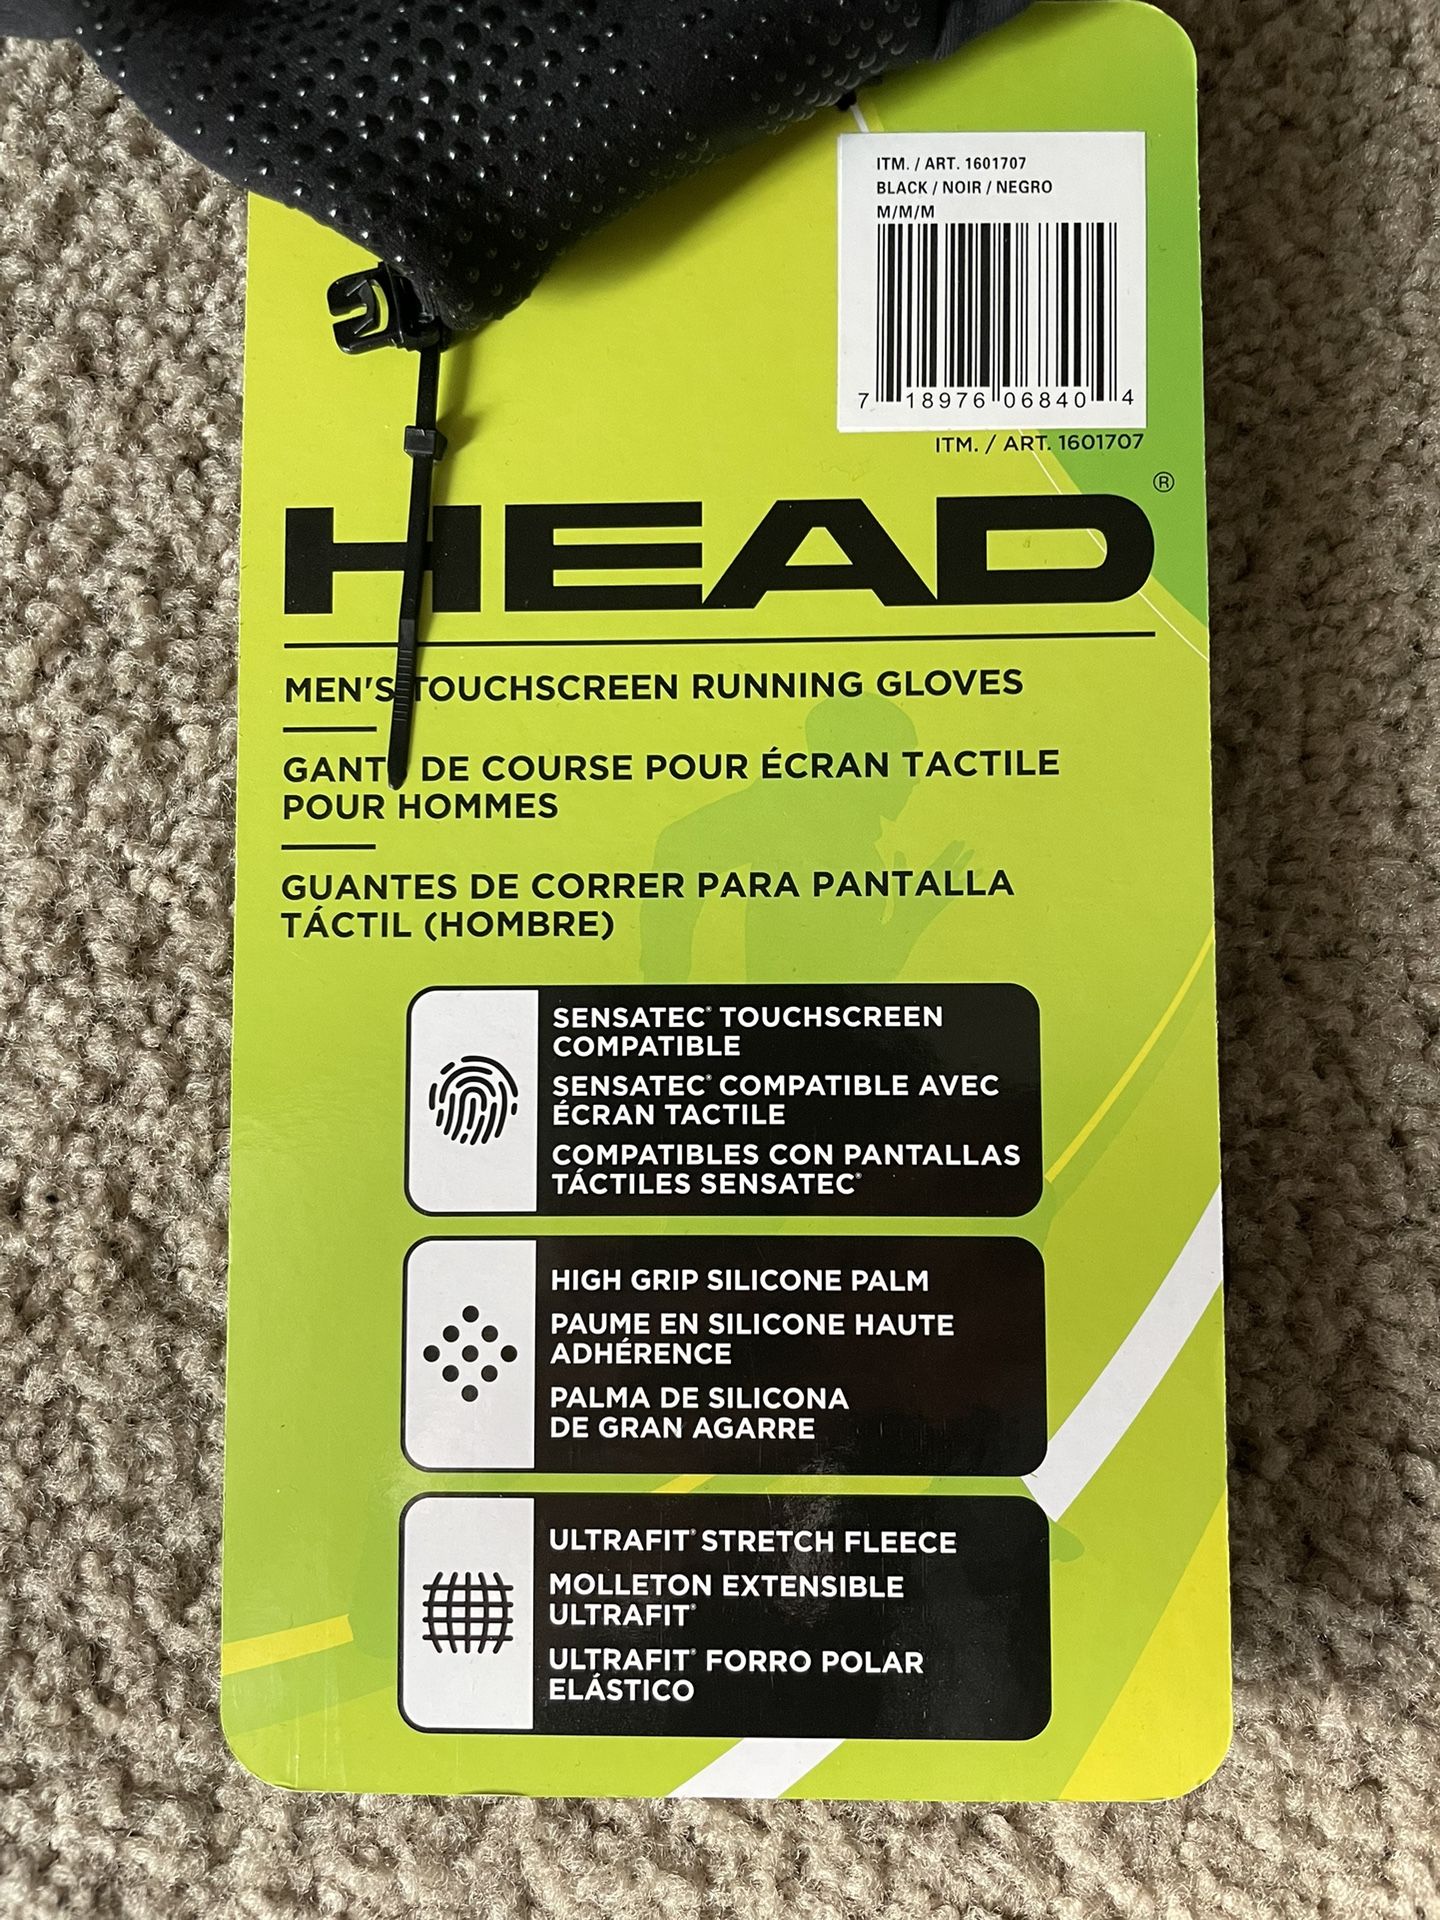 ITM. / ART. 1601707
BLACK / NOIR / NEGRO
M/M/M
7 18976 06840 4
ITM. / ART. 1601707
HEAD®
MEN'S TOUCHSCREEN RUNNING GLOVES
DE COURSE POUR ÉCRAN TACTILE
POUR HOMMES
GUANTES DE CORRER PARA PANTALLA
TÁCTIL (HOMBRE)
SENSATEC® TOUCHSCREEN
COMPATIBLE
SENSATEC® COMPATIBLE AVEC
ÉCRAN TACTILE
COMPATIBLES CON PANTALLAS
TÁCTILES SENSATEC®
HIGH GRIP SILICONE PALM
PAUME EN SILICONE HAUTE
ADHÉRENCE
PALMA DE SILICONA
DE GRAN AGARRE
ULTRAFIT® STRETCH FLEECE
MOLLETON EXTENSIBLE
ULTRAFIT®
ULTRAFIT® FORRO POLAR
ELÁSTICO